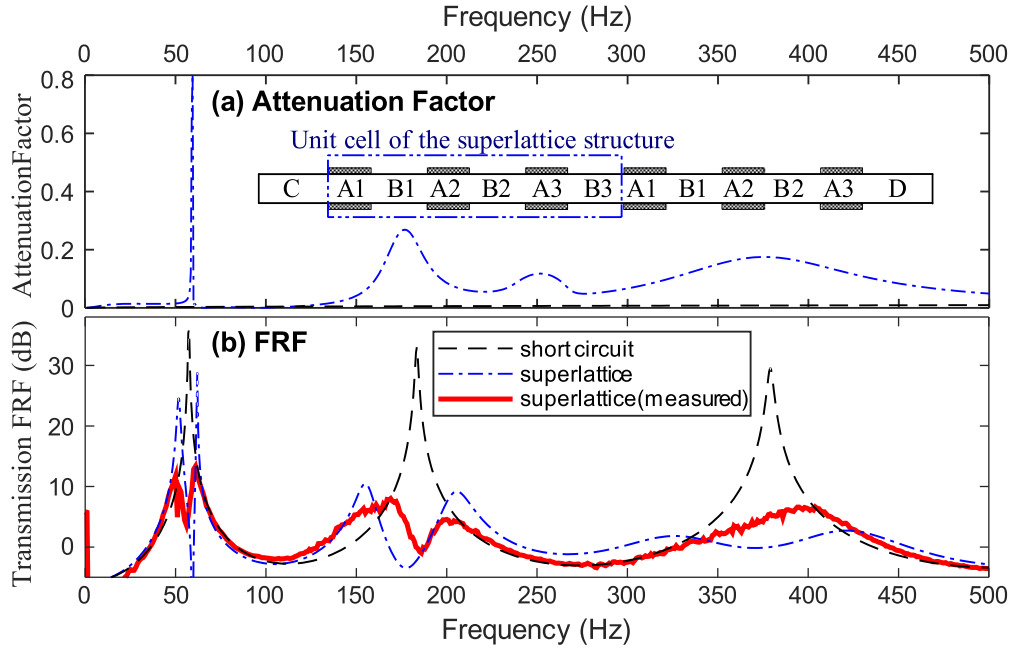 Frequency (Hz)
0 50 100 150 200 250 300 350 400 450 500
0.8
0.6
0.4
0.2
0
AttenuationFactor
(a) Attenuation Factor
Unit cell of the superlattice structure
C A1 B1 A2 B2 A3 B3 A1 B1 A2 B2 A3 D
30
20
10
0
Transmission FRF (dB)
(b) FRF
short circuit
superlattice
superlattice (measured)
0 50 100 150 200 250 300 350 400 450 500
Frequency (Hz)